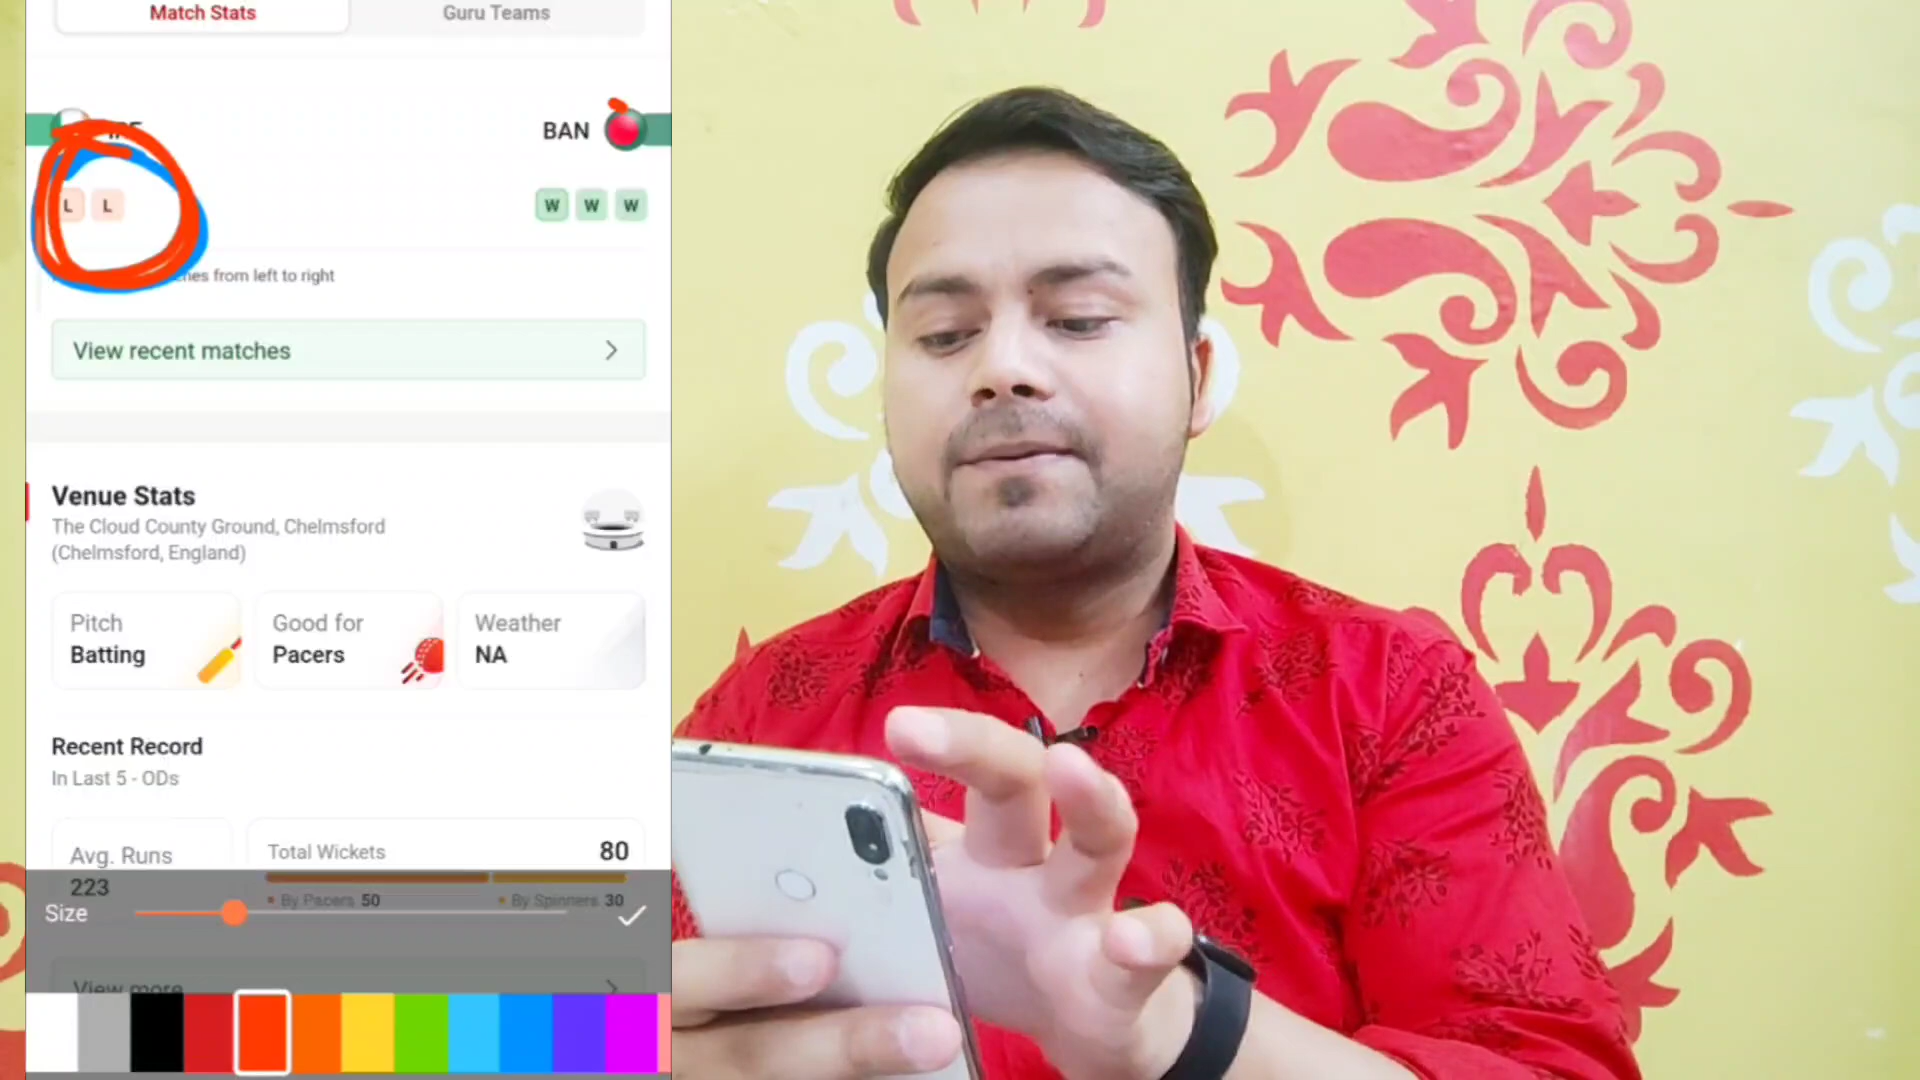 Match Stats
Guru Teams
BAN
L L
W W W
from left to right
View recent matches
Venue Stats
The Cloud County Ground, Chelmsford
(Chelmsford, England)
Pitch
Batting
Good for
Pacers
Weather
NA
Recent Record
In Last 5 - ODs
Avg. Runs
223
Total Wickets
80
By Pacers 50
By Spinners 30
Size
View more